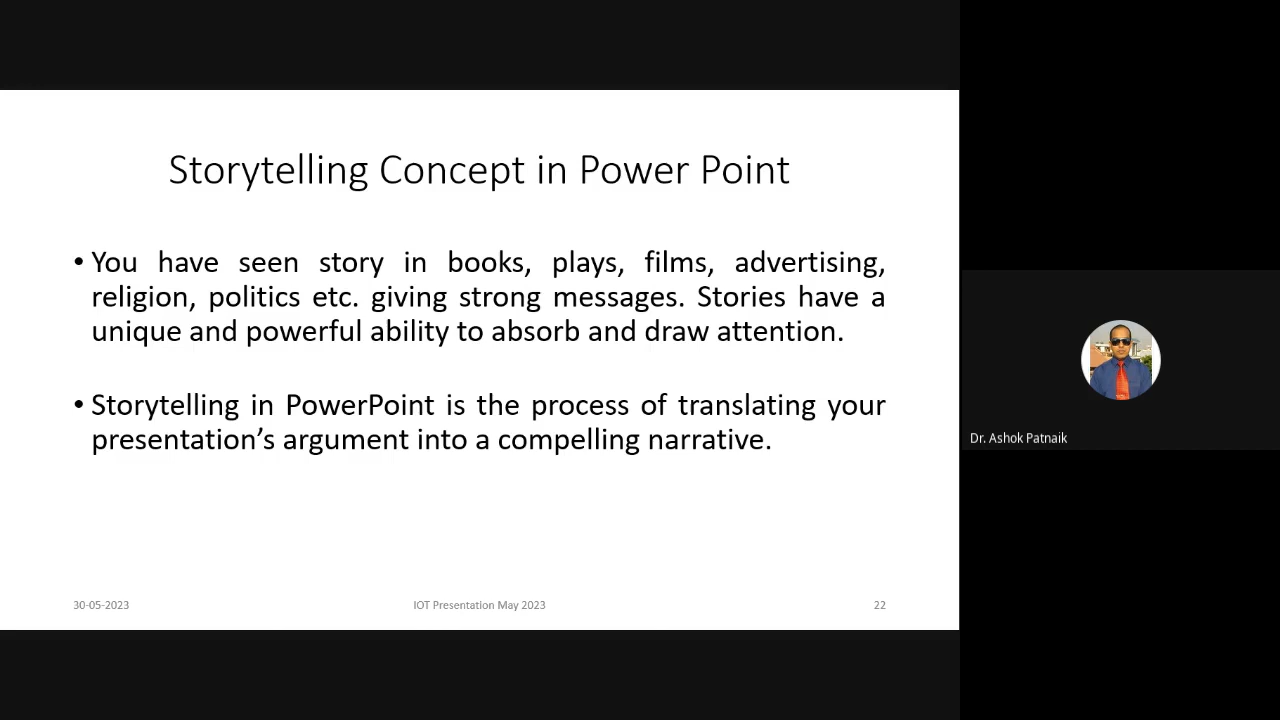 Storytelling Concept in Power Point
• You have seen story in books, plays, films, advertising,
religion, politics etc. giving strong messages. Stories have a
unique and powerful ability to absorb and draw attention.
• Storytelling in PowerPoint is the process of translating your
presentation’s argument into a compelling narrative.
30-05-2023
IOT Presentation May 2023
22
Dr. Ashok Patnaik